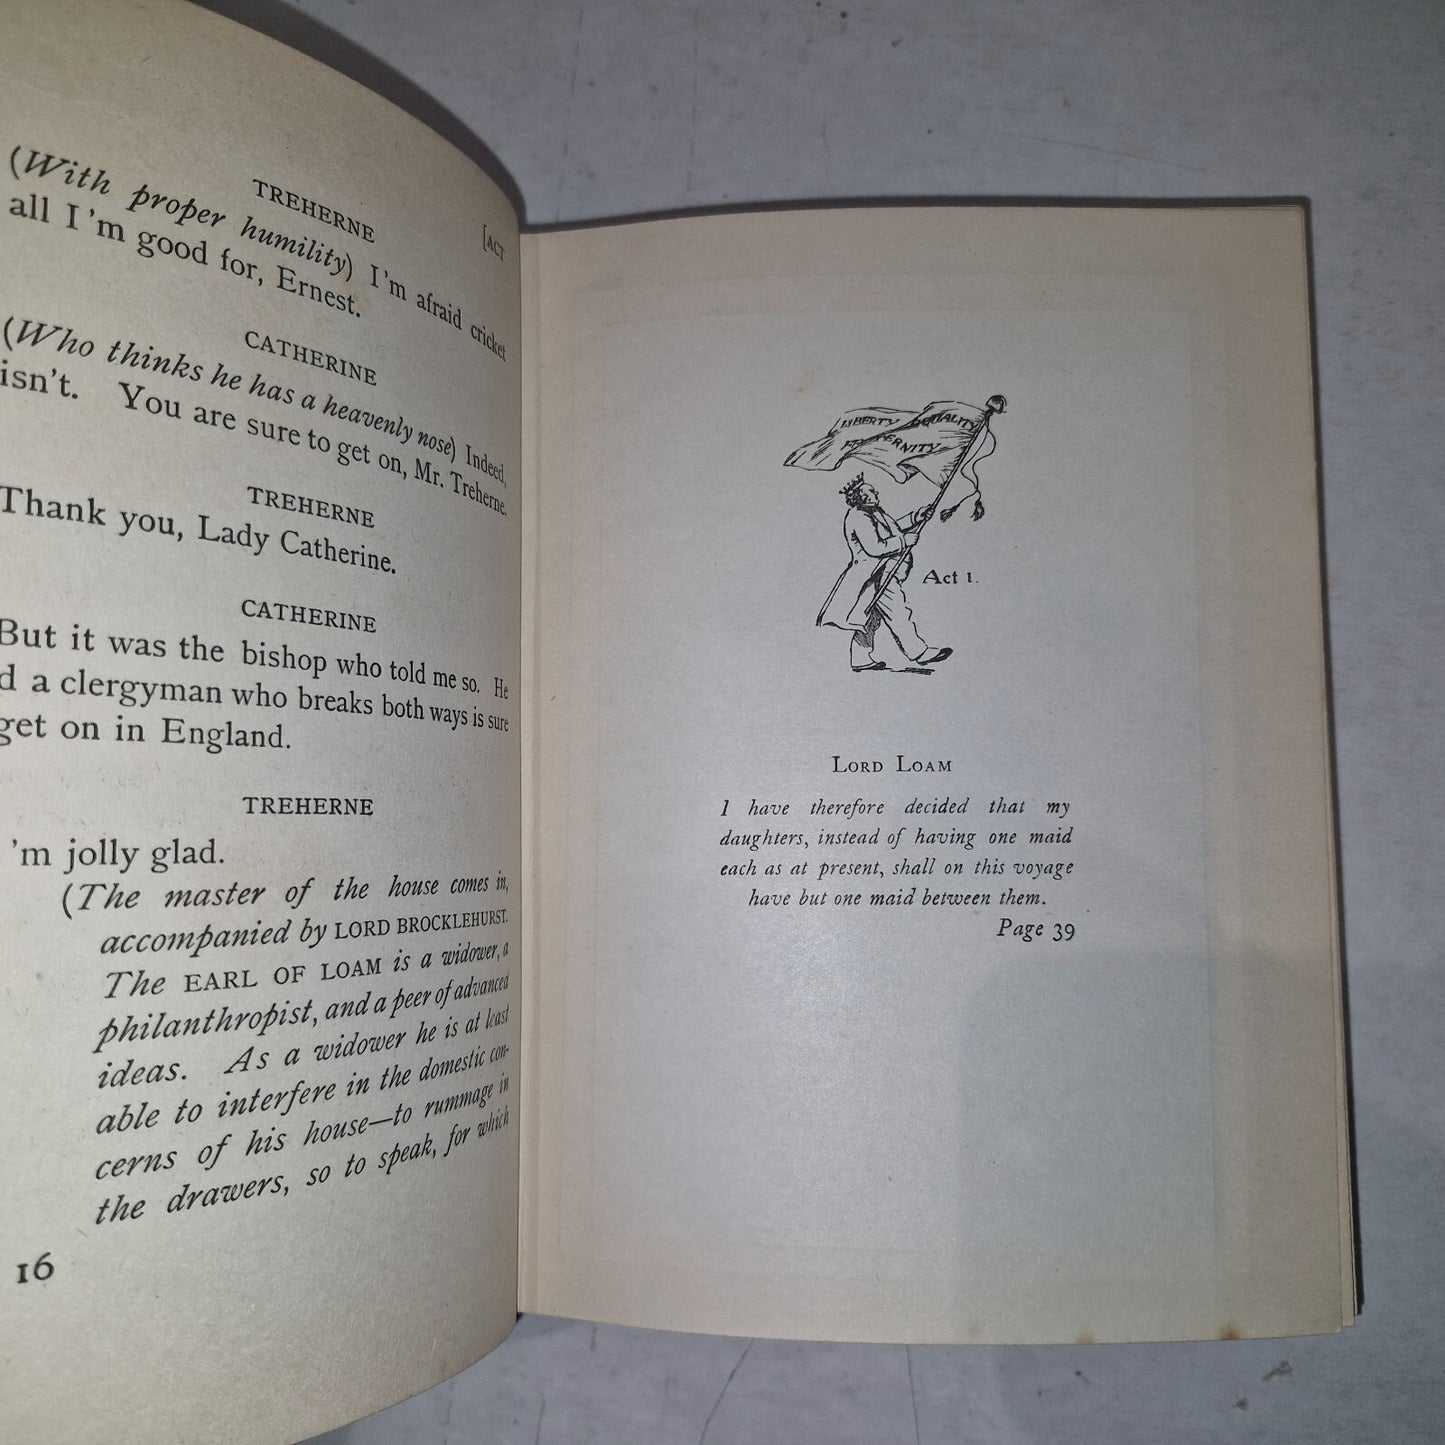 [ACT
TREHERNE
(With proper humility) I'm afraid cricket
all I'm good for, Ernest.
CATHERINE
(Who thinks he has a heavenly nose) Indeed,
isn't. You are sure to get on, Mr. Treherne.
TREHERNE
Thank you, Lady Catherine.
CATHERINE
But it was the bishop who told me so. He
d a clergyman who breaks both ways is sure
get on in England.
TREHERNE
'm jolly glad.
(The master of the house comes in,
accompanied by LORD BROCKLEHURST.
The EARL OF LOAM is a widower, a
philanthropist, and a peer of advanced
ideas. As a widower he is at least
able to interfere in the domestic con-
cerns of his house—to rummage in
the drawers, so to speak, for which
16
LIBERTY EQUALITY
FRATERNITY
Act 1.
LORD LOAM
I have therefore decided that my
daughters, instead of having one maid
each as at present, shall on this voyage
have but one maid between them.
Page 39